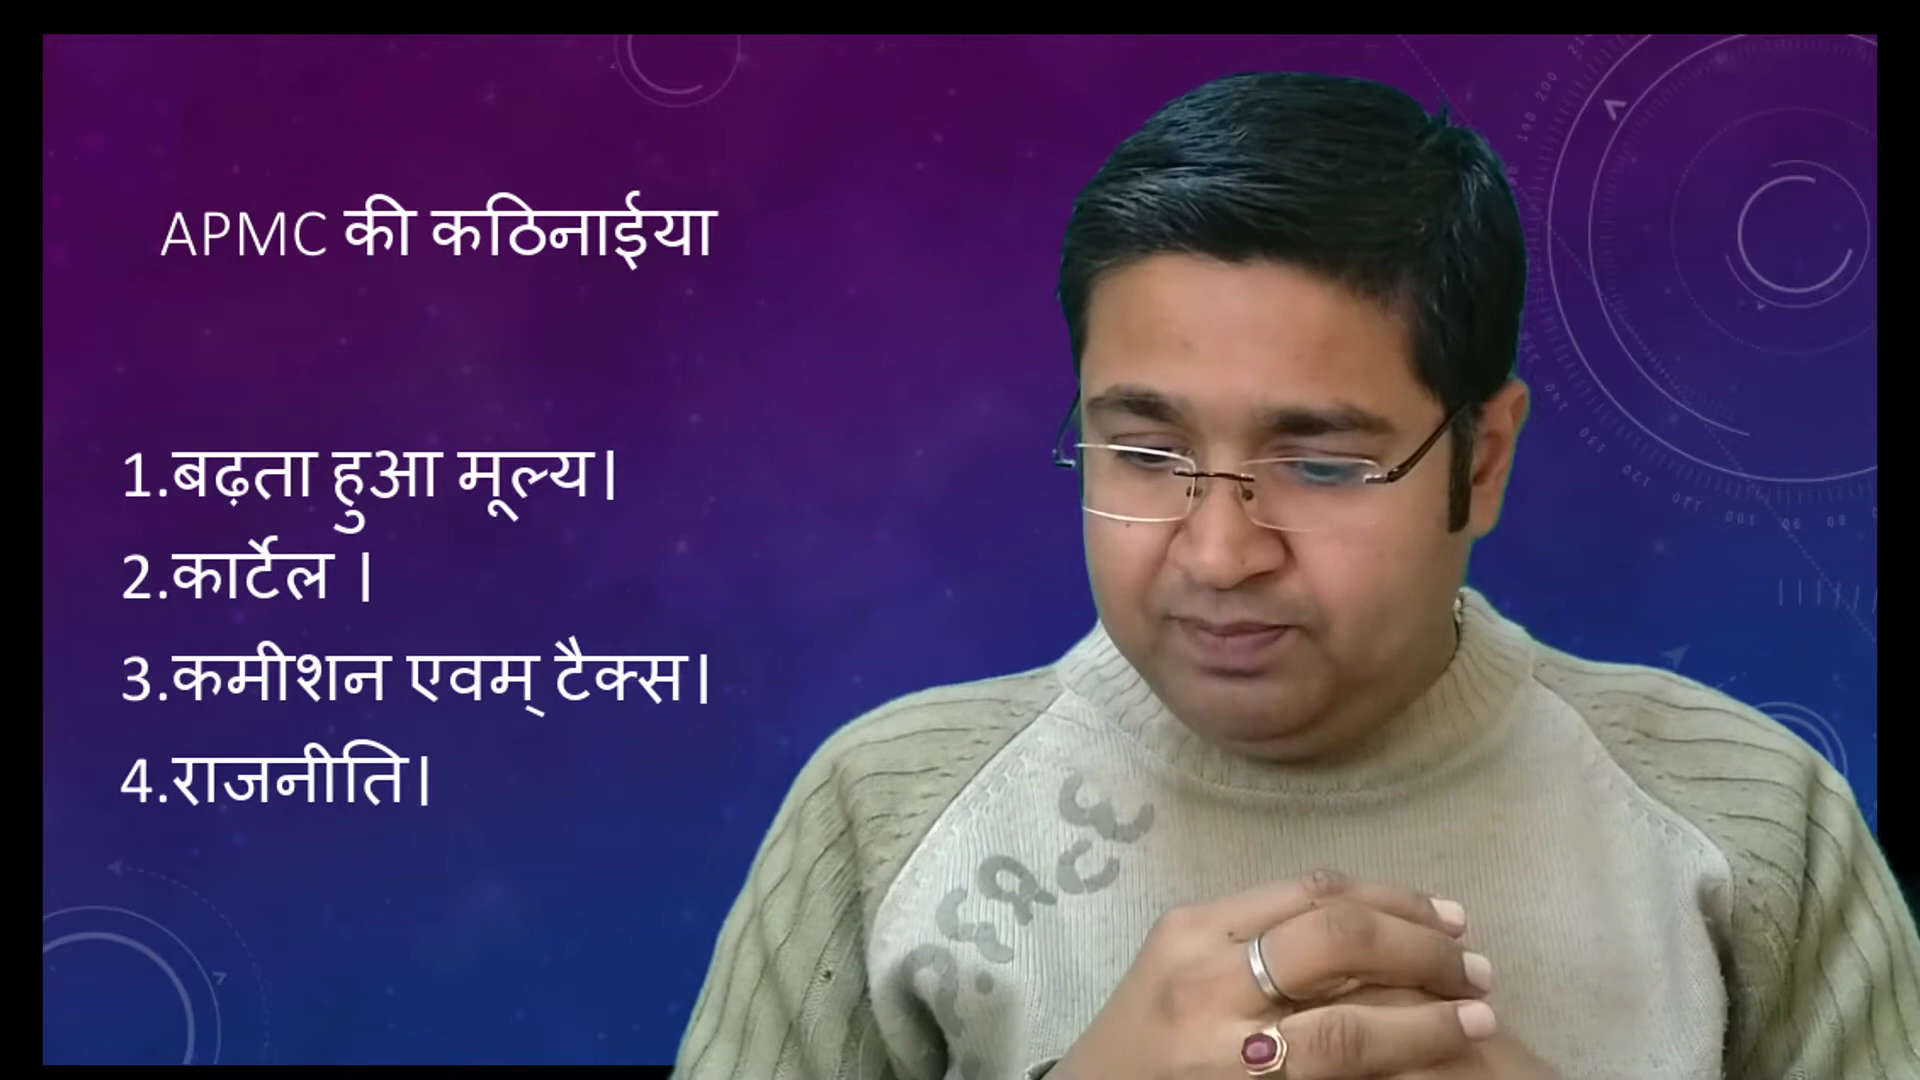 APMC की कठिनाईया
1.बढ़ता हुआ मूल्य।
2.कार्टेल ।
3.कमीशन एवम् टैक्स।
4.राजनीति।